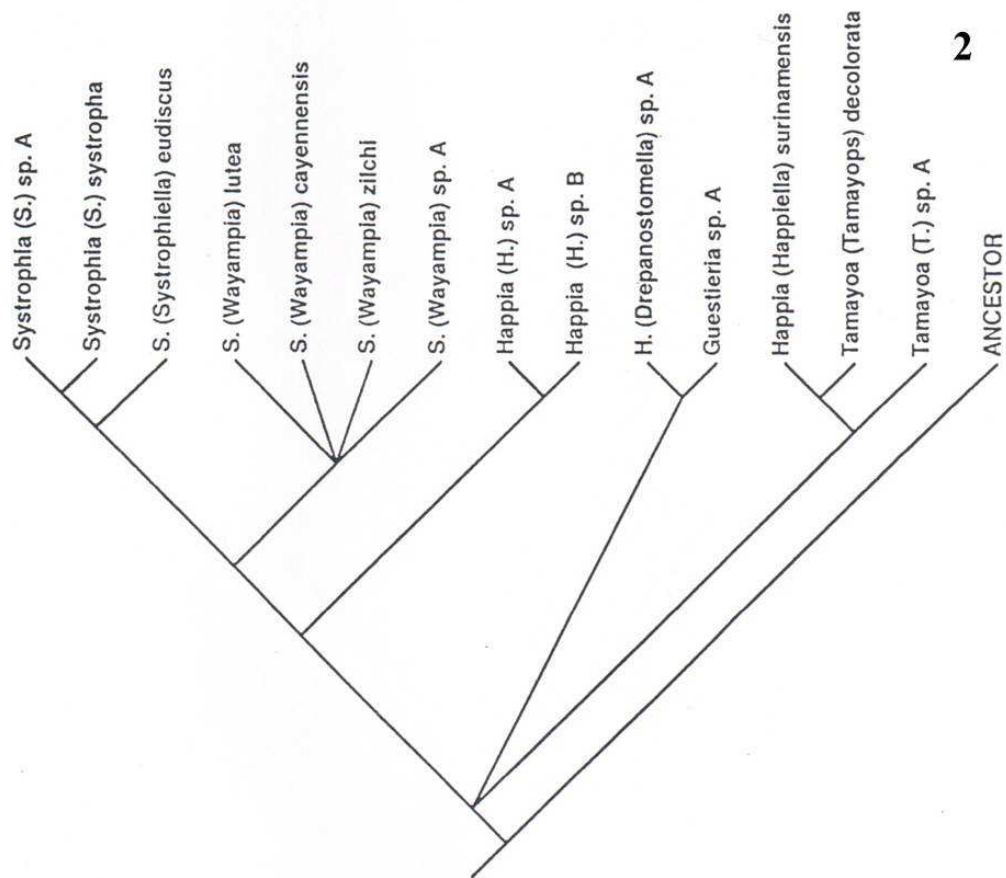 Systrophia (S.) sp. A
Systrophia (S.) systropha
S. (Systrophiella) eudiscus
S. (Wayampia) lutea
S. (Wayampia) cayennensis
S. (Wayampia) zilchi
S. (Wayampia) sp. A
Happia (H.) sp. A
Happia (H.) sp. B
H. (Drepanostomella) sp. A
Guestieria sp. A
Happia (Happiella) surinamensis
Tamayoa (Tamayops) decolorata
Tamayoa (T.) sp. A
ANCESTOR
2